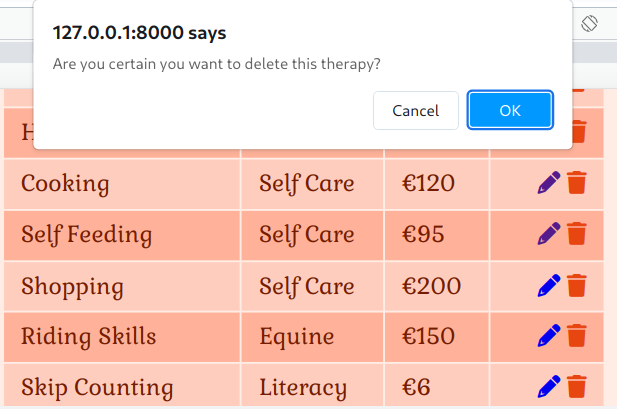 127.0.0.1:8000 says
Are you certain you want to delete this therapy?
Cancel OK
Cooking Self Care €120
Self Feeding Self Care €95
Shopping Self Care €200
Riding Skills Equine €150
Skip Counting Literacy €6